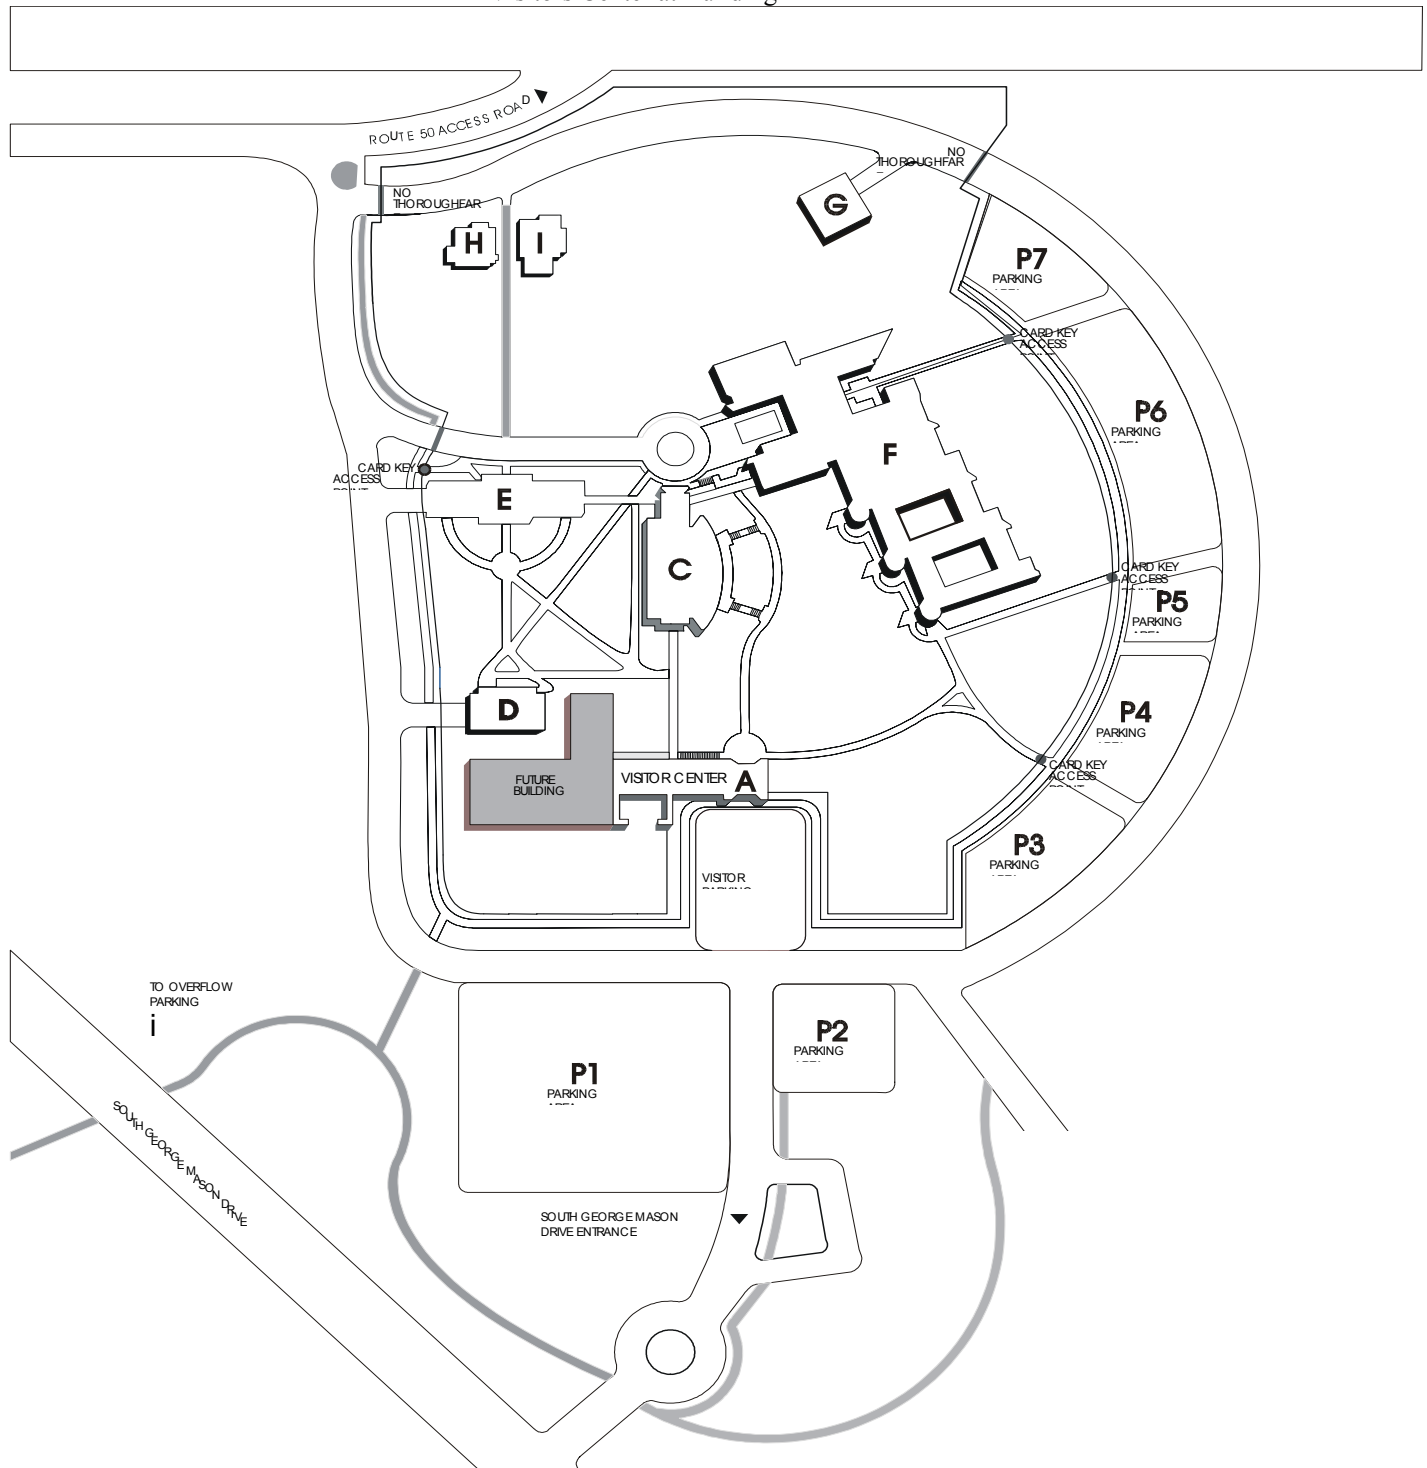 ROUTE 50 ACCESS ROAD
NO
THOROUGHFAR
NO
THOROUGHFAR
G
H
I
P7
PARKING
CARD KEY
ACCESS
P6
PARKING
F
CARD KEY
ACCESS
E
C
CARD KEY
ACCESS
P5
PARKING
D
P4
PARKING
FUTURE
BUILDING
VISITOR CENTER
A
CARD KEY
ACCESS
P3
PARKING
VISITOR
TO OVERFLOW
PARKING
i
P2
PARKING
P1
PARKING
SOUTH GEORGE MASON DRIVE
SOUTH GEORGE MASON
DRIVE ENTRANCE